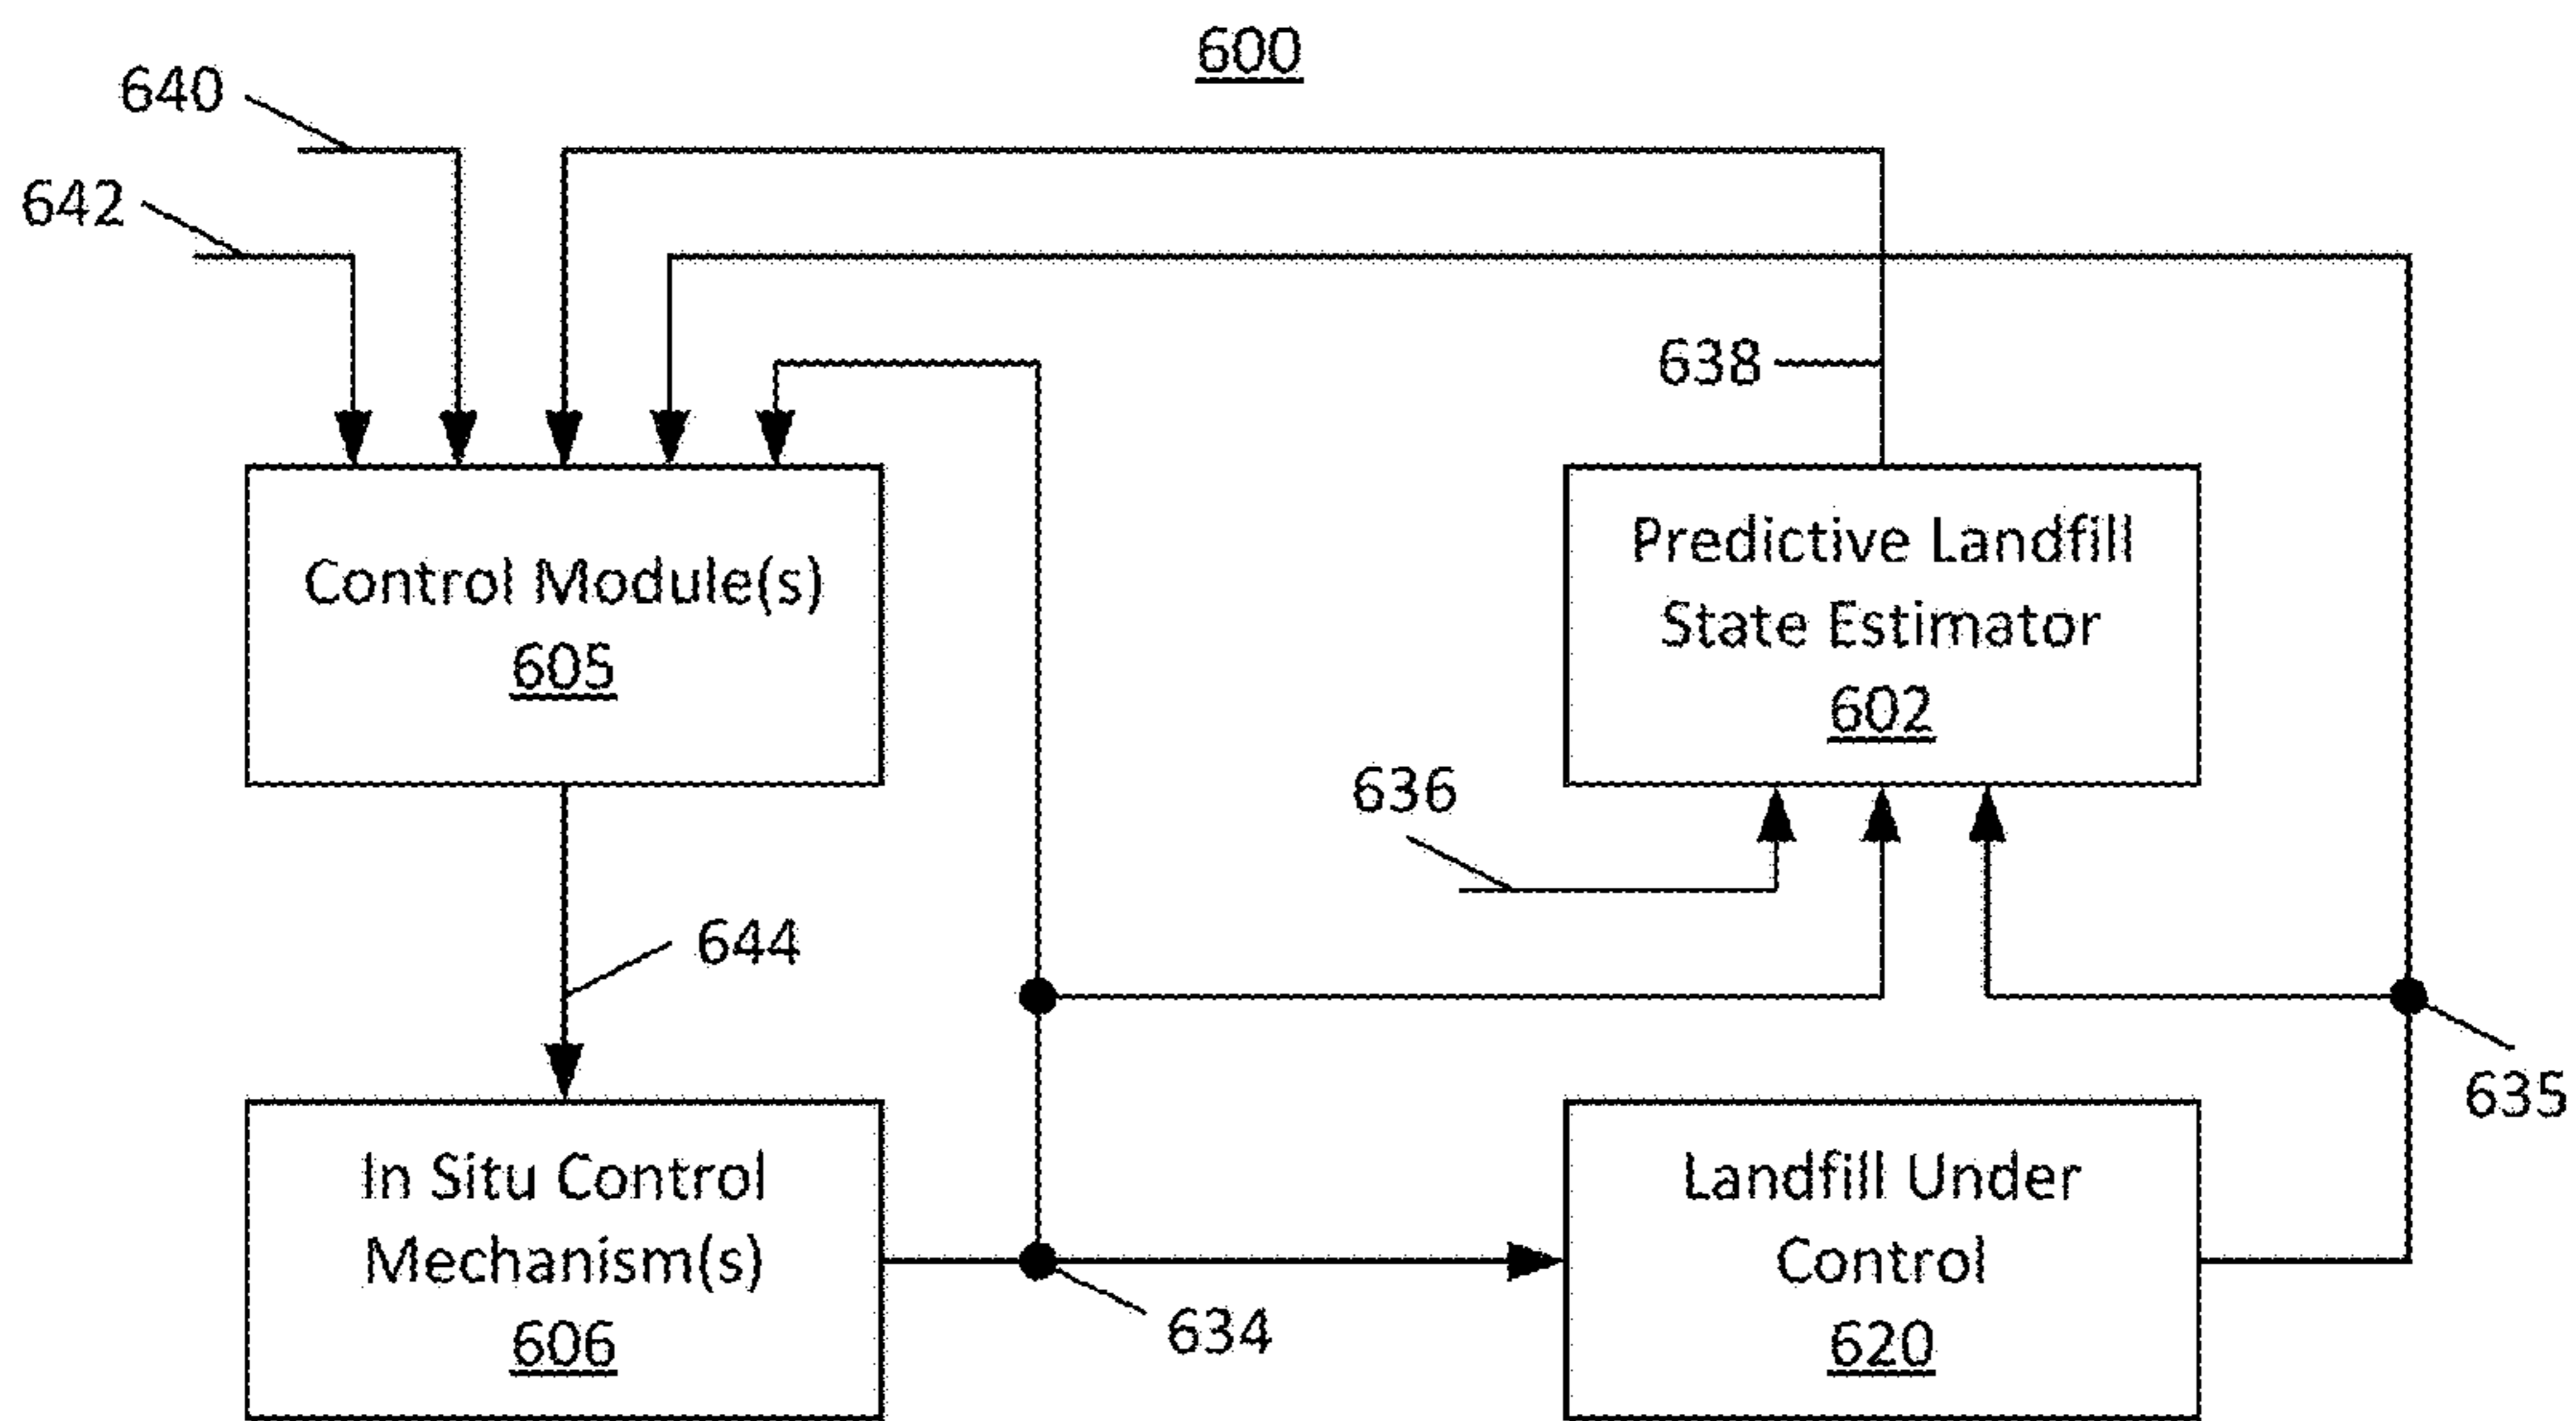 600
640
642
638
Control Module(s)
605
Predictive Landfill
State Estimator
602
636
644
635
In Situ Control
Mechanism(s)
606
634
Landfill Under
Control
620